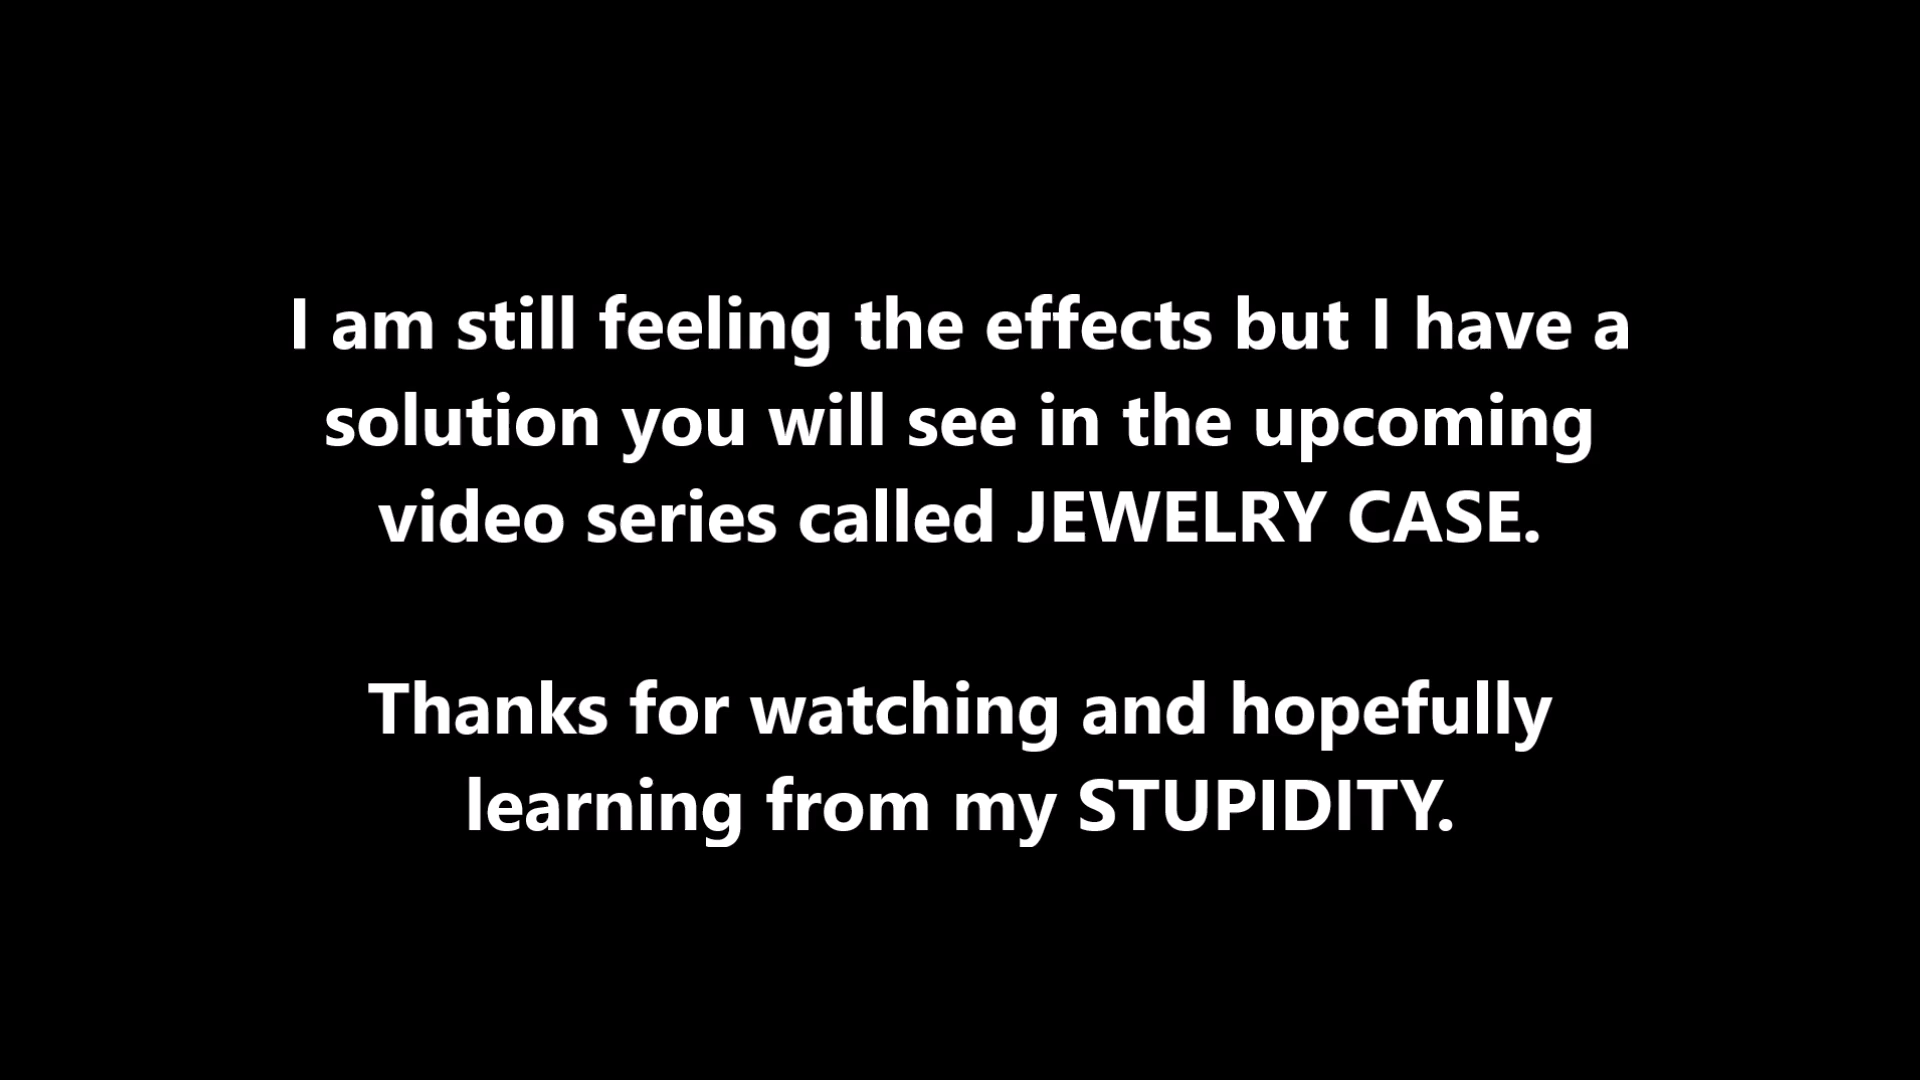 I am still feeling the effects but I have a
solution you will see in the upcoming
video series called JEWELRY CASE.
Thanks for watching and hopefully
learning from my STUPIDITY.